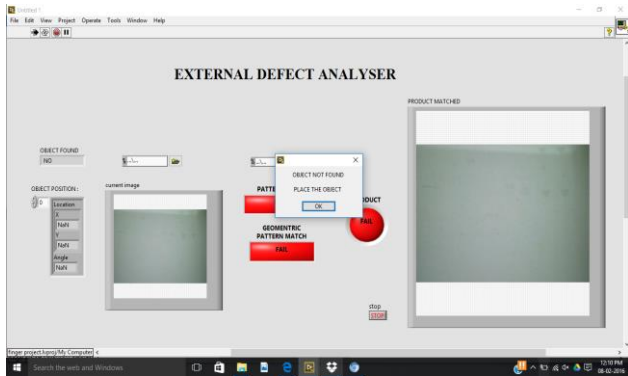 Untitled 1
File Edit View Project Operate Tools Window Help
EXTERNAL DEFECT ANALYSER
PRODUCT MATCHED
OBJECT FOUND
NO
OBJECT NOT FOUND
PLACE THE OBJECT
OK
OBJECT POSITION :
0
Location
X
NaN
Y
NaN
Angle
NaN
current image
FAIL
GEOMENTRIC
PATTERN MATCH
FAIL
stop
STOP
finger project.lvproj/My Computer
Search the web and Windows
12:10 PM
08-02-2016